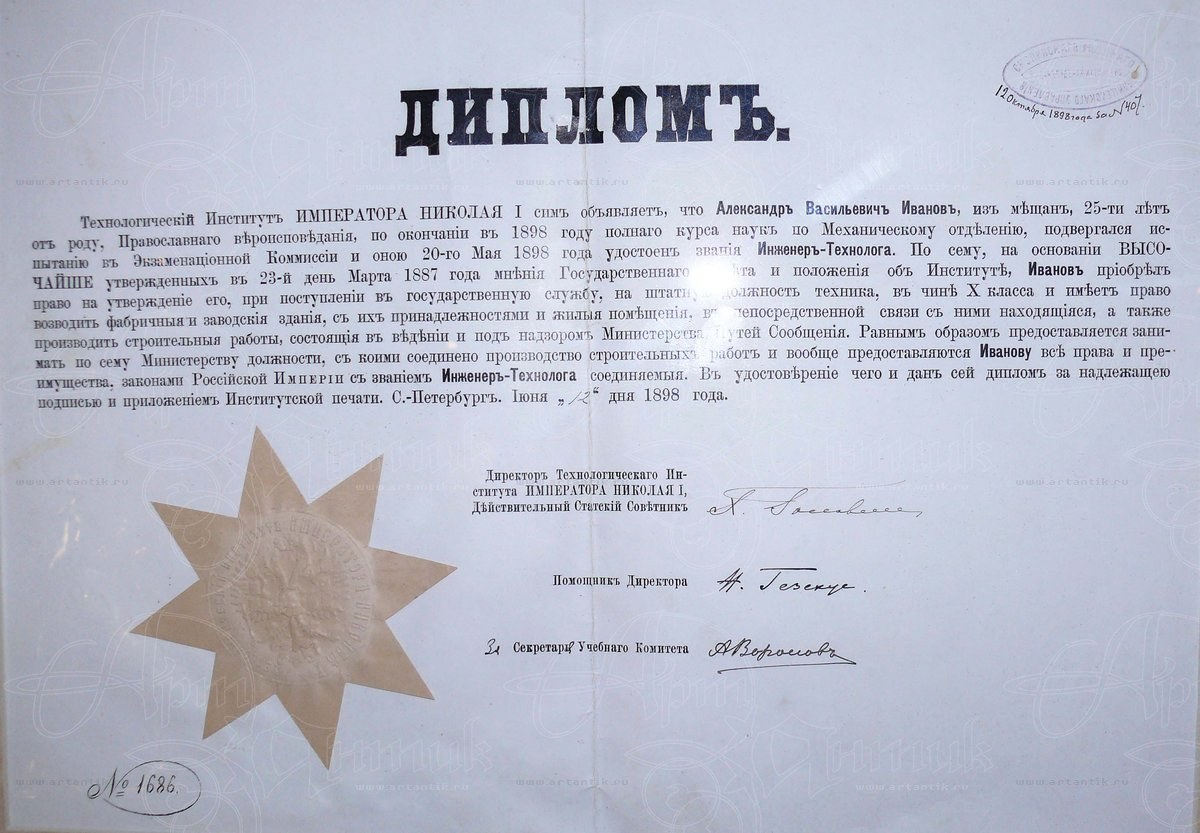 ДИПЛОМЪ.
12 Октября 1898 года за № 1407.
Технологическій Институтъ ИМПЕРАТОРА НИКОЛАЯ I симъ объявляетъ, что Александръ Васильевичъ Ивановъ, изъ мѣщанъ, 25-ти лѣтъ
отъ роду, Православнаго вѣроисповѣданія, по окончаніи въ 1898 году полнаго курса наукъ по Механическому отдѣленію, подвергался ис-
пытанію въ Экзаменаціонной Коммиссіи и оною 20-го Мая 1898 года удостоенъ званія Инженеръ-Технолога. По сему, на основаніи ВЫСО-
ЧАЙШЕ утвержденныхъ въ 23-й день Марта 1887 года мнѣнія Государственнаго и положенія объ Институтѣ, Ивановъ пріобрѣлъ
право на утвержденіе его, при поступленіи въ государственную службу, на штатную должность техника, въ чинѣ X класса и имѣетъ право
возводить фабричныя и заводскія зданія, съ ихъ принадлежностями и жилыя помѣщенія, въ непосредственной связи съ ними находящіяся, а также
производить строительныя работы, состоящія въ вѣдѣніи и подъ надзоромъ Министерства Путей Сообщенія. Равнымъ образомъ предоставляется зани-
мать по сему Министерству должности, съ коими соединено производство строительныхъ работъ и вообще предоставляются Иванову всѣ права и пре-
имущества, законами Россійской Имперіи съ званіемъ Инженеръ-Технолога соединяемыя. Въ удостовѣреніе чего и данъ сей дипломъ за надлежащею
подписью и приложеніемъ Институтской печати. С.-Петербургъ. Іюня „12“ дня 1898 года.
Директоръ Технологическаго Ин-
ститута ИМПЕРАТОРА НИКОЛАЯ I,
Дѣйствительный Статскій Совѣтникъ
Помощникъ Директора Н. Гезехус.
За Секретаря Учебнаго Комитета АВороновъ
№ 1686.
www.artantik.ru